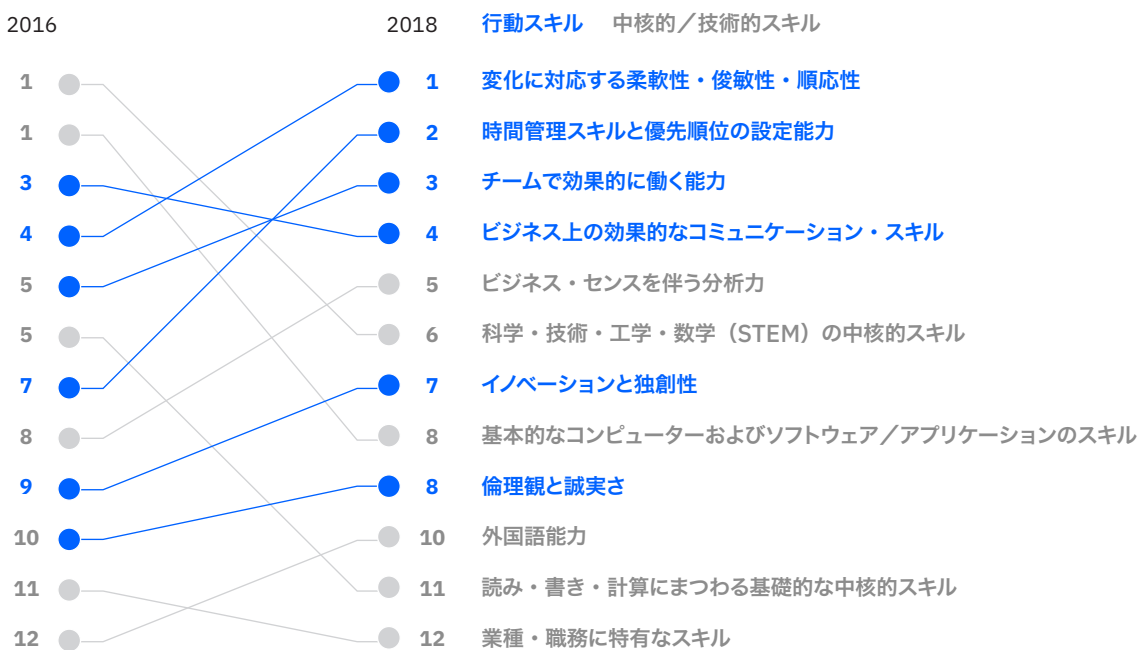 2016 2018 行動スキル 中核的／技術的スキル
1 1 変化に対応する柔軟性・俊敏性・順応性
1 2 時間管理スキルと優先順位の設定能力
3 3 チームで効果的に働く能力
4 4 ビジネス上の効果的なコミュニケーション・スキル
5 5 ビジネス・センスを伴う分析力
5 6 科学・技術・工学・数学（STEM）の中核的スキル
7 7 イノベーションと独創性
8 8 基本的なコンピューターおよびソフトウェア／アプリケーションのスキル
9 8 倫理観と誠実さ
10 10 外国語能力
11 11 読み・書き・計算にまつわる基礎的な中核的スキル
12 12 業種・職務に特有なスキル